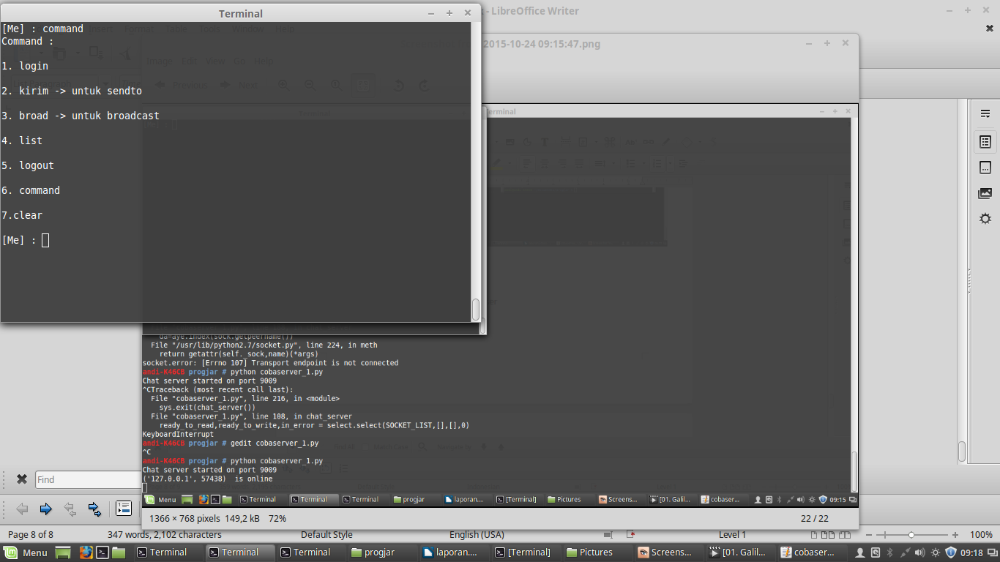 Terminal
[Me] : command
Command :
1. login
2. kirim -> untuk sendto
3. broad -> untuk broadcast
4. list
5. logout
6. command
7.clear
[Me] :
- LibreOffice Writer
Insert Format Table Tools Window Help
2015-10-24 09:15:47.png
Image Edit View Go Help
Previous Next
Terminal
da=aye.index(sock.getpeername())
File "/usr/lib/python2.7/socket.py", line 224, in meth
return getattr(self._sock,name)(*args)
socket.error: [Errno 107] Transport endpoint is not connected
andi-K46CB progjar # python cobaserver_1.py
Chat server started on port 9009
^CTraceback (most recent call last):
File "cobaserver_1.py", line 216, in <module>
sys.exit(chat_server())
File "cobaserver_1.py", line 108, in chat_server
ready_to_read,ready_to_write,in_error = select.select(SOCKET_LIST,[],[],0)
KeyboardInterrupt
andi-K46CB progjar # gedit cobaserver_1.py
^C
andi-K46CB progjar # python cobaserver_1.py
Chat server started on port 9009
('127.0.0.1', 57438) is online
Menu Terminal Terminal Terminal progjar laporan.... [Terminal] Pictures Screens... [01. Galil... cobaser... 09:15
1366 × 768 pixels 149,2 kB 72% 22 / 22
Find
Page 8 of 8 347 words, 2,102 characters Default Style English (USA) Level 1 100%
Menu Terminal Terminal Terminal progjar laporan.... [Terminal] Pictures Screens... [01. Galil... cobaser... 09:18